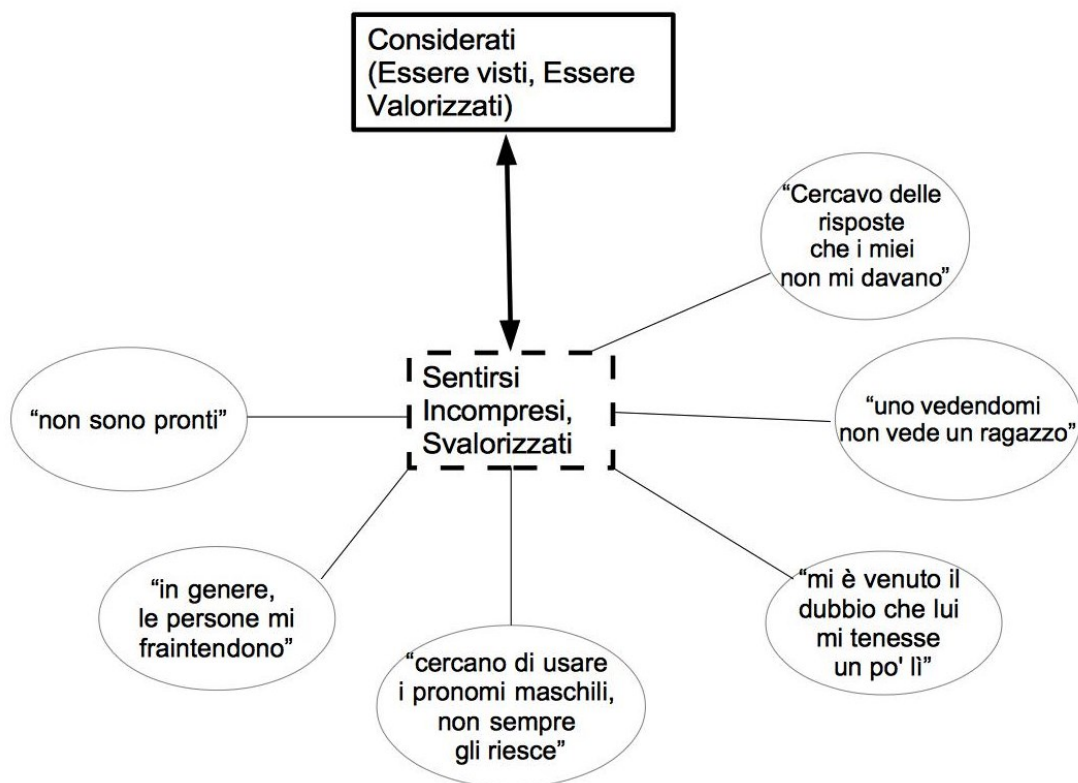 Considerati
(Essere visti, Essere
Valorizzati)
“Cercavo delle
risposte
che i miei
non mi davano”
Sentirsi
Incompresi,
Svalorizzati
“non sono pronti”
“uno vedendomi
non vede un ragazzo”
“in genere,
le persone mi
fraintendono”
“mi è venuto il
dubbio che lui
mi tenesse
un po' lì”
“cercano di usare
i pronomi maschili,
non sempre
gli riesce”